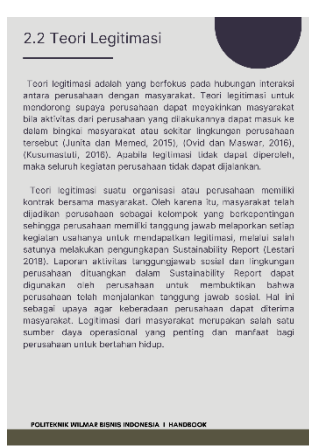 2.2 Teori Legitimasi
Teori legitimasi adalah yang berfokus pada hubungan interaksi
antara perusahaan dengan masyarakat. Teori legitimasi untuk
mendorong supaya perusahaan dapat meyakinkan masyarakat
bila aktivitas dari perusahaan yang dilakukannya dapat masuk ke
dalam bingkai masyarakat atau sekitar lingkungan perusahaan
tersebut (Junita dan Memed, 2015), (Ovid dan Maswar, 2016),
(Kusumastuti, 2016). Apabila legitimasi tidak dapat diperoleh,
maka seluruh kegiatan perusahaan tidak dapat dijalankan.
Teori legitimasi suatu organisasi atau perusahaan memiliki
kontrak bersama masyarakat. Oleh karena itu, masyarakat telah
dijadikan perusahaan sebagai kelompok yang berkepentingan
sehingga perusahaan memiliki tanggung jawab melaporkan setiap
kegiatan usahanya untuk mendapatkan legitimasi, melalui salah
satunya melakukan pengungkapan Sustainability Report (Lestari
2018). Laporan aktivitas tanggungjawab sosial dan lingkungan
perusahaan dituangkan dalam Sustainability Report dapat
digunakan oleh perusahaan untuk membuktikan bahwa
perusahaan telah menjalankan tanggung jawab sosial. Hal ini
sebagai upaya agar keberadaan perusahaan dapat diterima
masyarakat. Legitimasi dari masyarakat merupakan salah satu
sumber daya operasional yang penting dan manfaat bagi
perusahaan untuk bertahan hidup.
POLITEKNIK WILMAR BISNIS INDONESIA I HANDBOOK